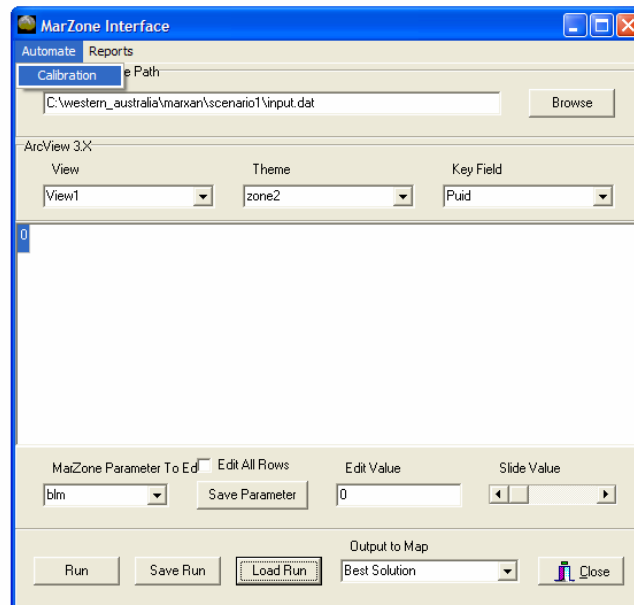 MarZone Interface
Automate Reports
Calibration e Path
C:\western_australia\marxan\scenario1\input.dat Browse
ArcView 3.X
View Theme Key Field
View1 zone2 Puid
0
MarZone Parameter To Ed Edit All Rows Edit Value Slide Value
blm Save Parameter 0
Output to Map
Run Save Run Load Run Best Solution Close